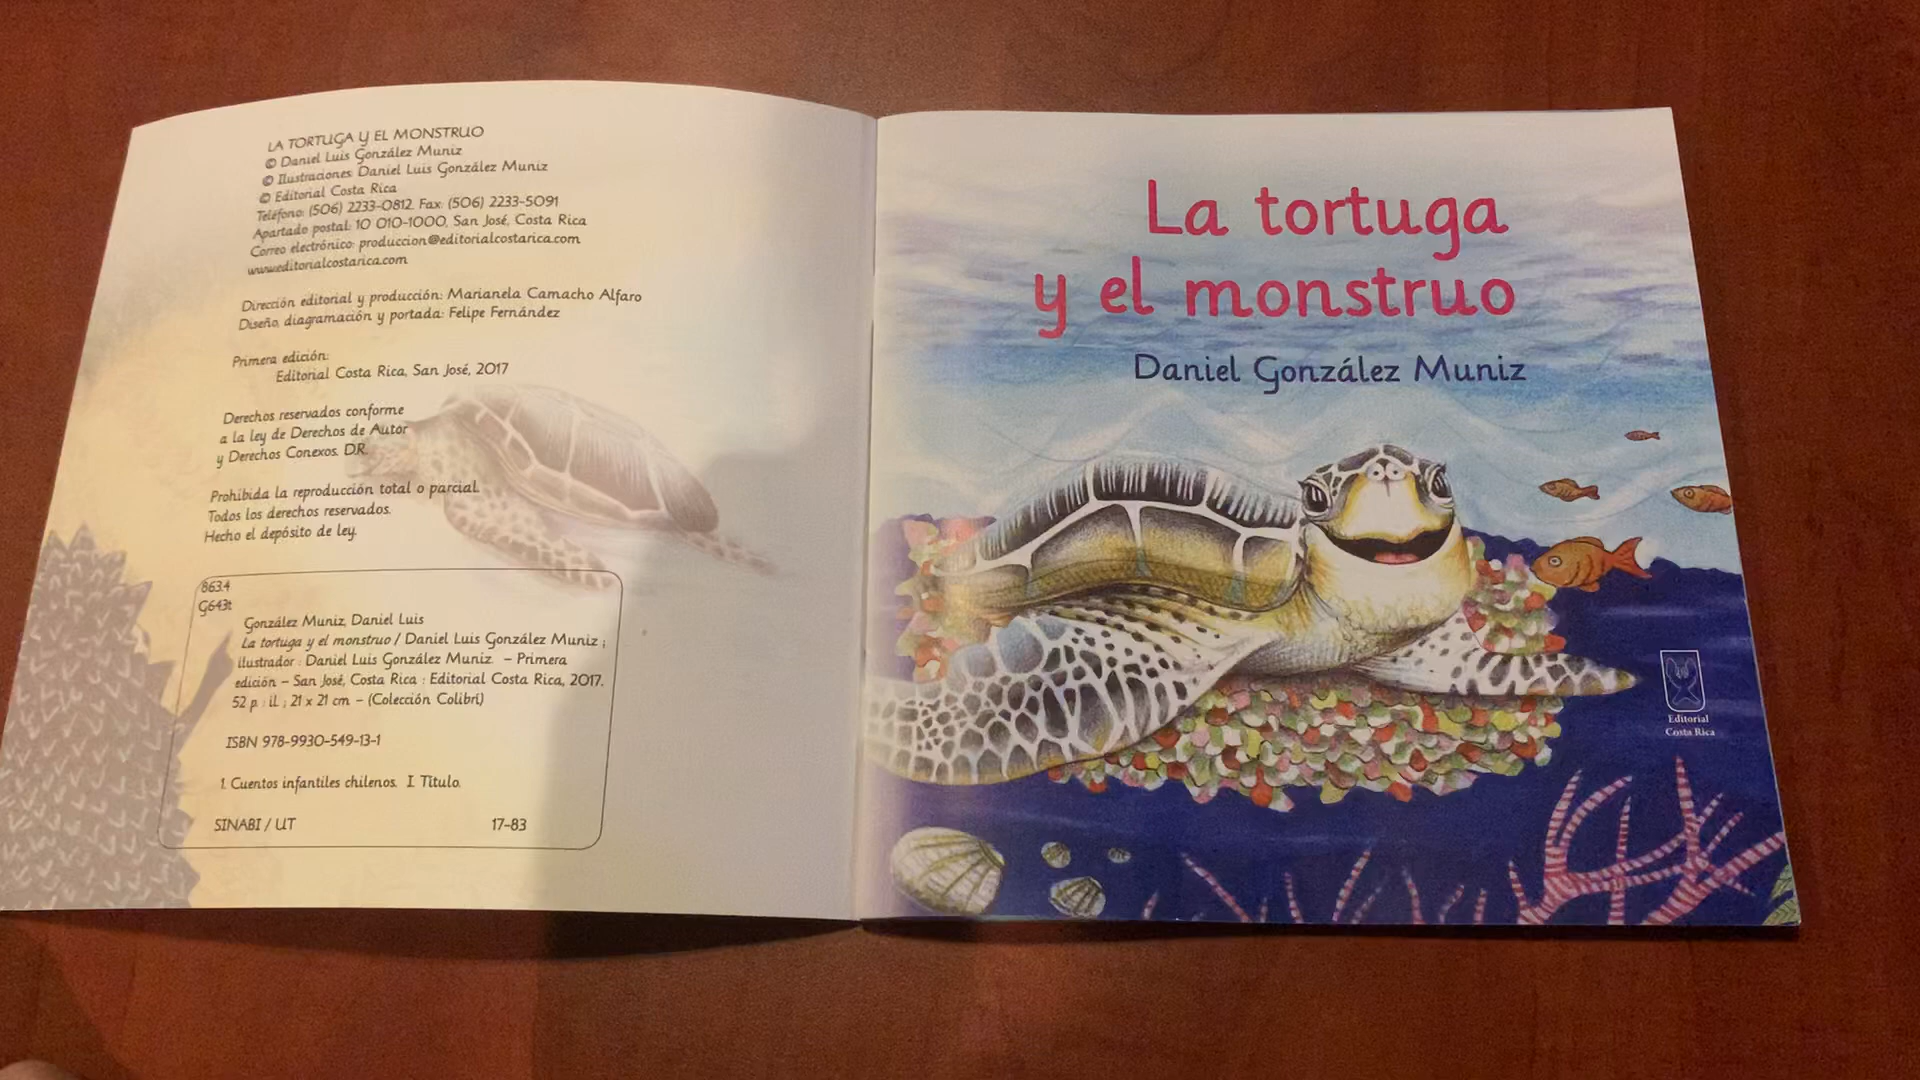 LA TORTUGA y EL MONSTRUO
© Daniel Luis González Muniz
© Ilustraciones: Daniel Luis González Muniz
© Editorial Costa Rica
Teléfono: (506) 2233-0812. Fax: (506) 2233-5091
Apartado postal: 10 010-1000, San José, Costa Rica
Correo electrónico: produccion@editorialcostarica.com
www.editorialcostarica.com
Dirección editorial y producción: Marianela Camacho Alfaro
Diseño, diagramación y portada: Felipe Fernández
Primera edición:
Editorial Costa Rica, San José, 2017
Derechos reservados conforme
a la ley de Derechos de Autor
y Derechos Conexos. D.R.
Prohibida la reproducción total o parcial.
Todos los derechos reservados.
Hecho el depósito de ley.
863.4
G643t
González Muniz, Daniel Luis
La tortuga y el monstruo / Daniel Luis González Muniz ;
ilustrador : Daniel Luis González Muniz. – Primera
edición – San José, Costa Rica : Editorial Costa Rica, 2017.
52 p. : il. ; 21 x 21 cm – (Colección Colibrí)
ISBN 978-9930-549-13-1
1. Cuentos infantiles chilenos. I. Título.
SINABI / UT 17-83
La tortuga
y el monstruo
Daniel González Muniz
Editorial
Costa Rica